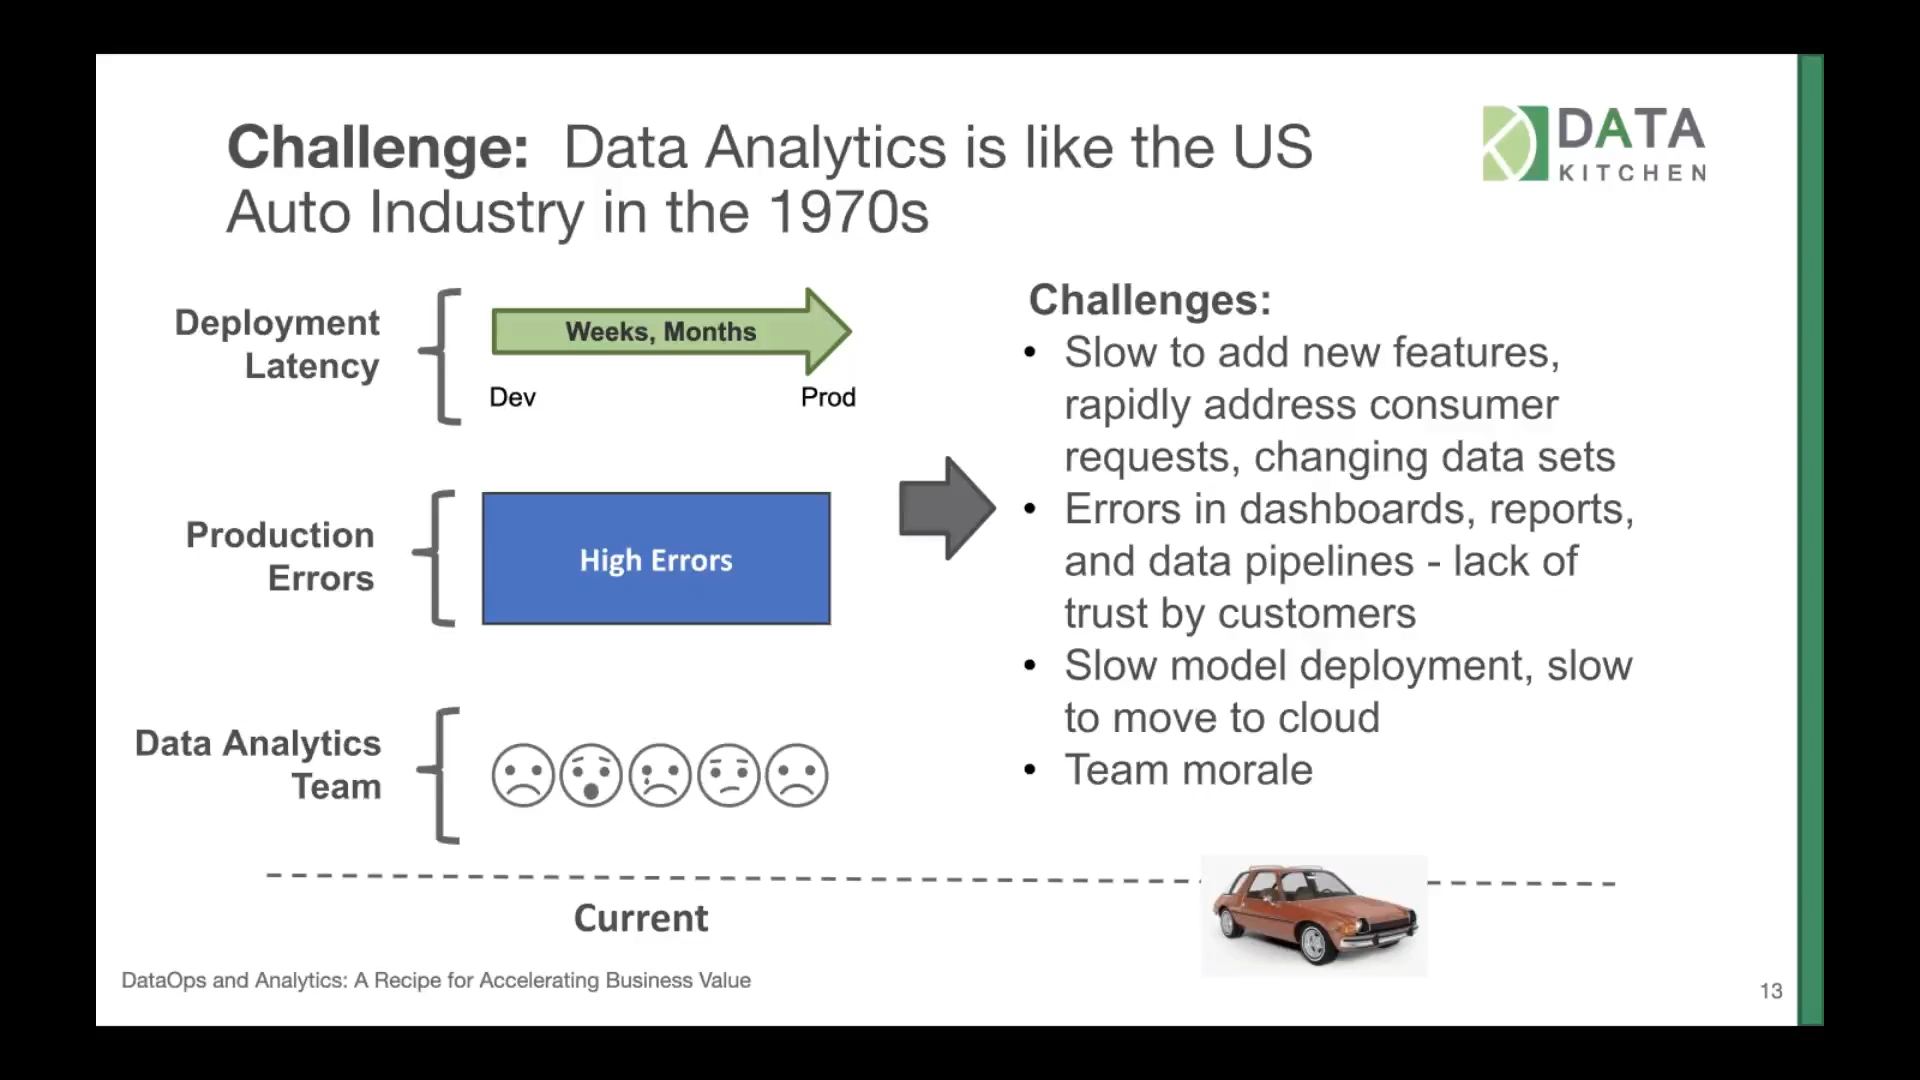 Challenge: Data Analytics is like the US
Auto Industry in the 1970s
DATA
KITCHEN
Deployment
Latency
Weeks, Months
Dev
Prod
Production
Errors
High Errors
Data Analytics
Team
Challenges:
• Slow to add new features,
rapidly address consumer
requests, changing data sets
• Errors in dashboards, reports,
and data pipelines - lack of
trust by customers
• Slow model deployment, slow
to move to cloud
• Team morale
Current
DataOps and Analytics: A Recipe for Accelerating Business Value
13